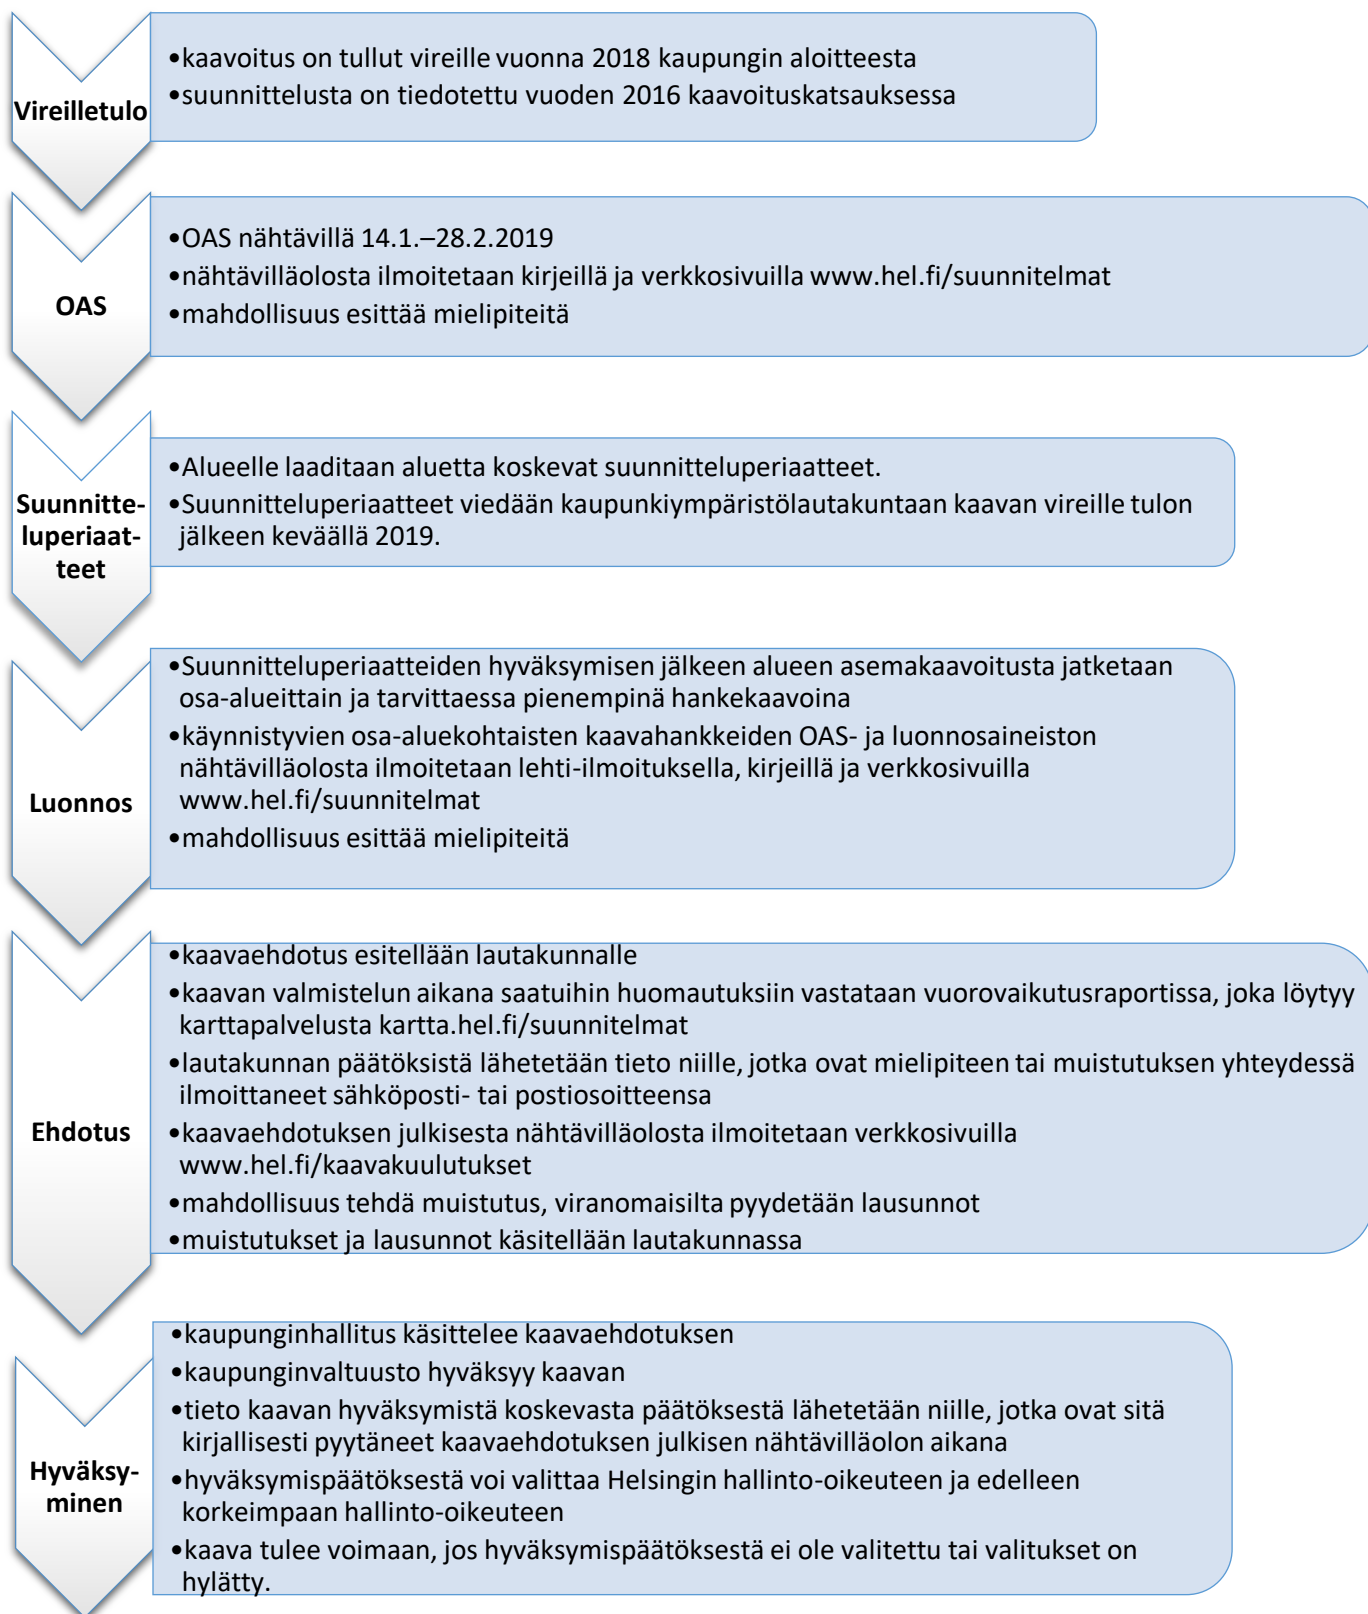 Vireilletulo
•kaavoitus on tullut vireille vuonna 2018 kaupungin aloitteesta
•suunnittelusta on tiedotettu vuoden 2016 kaavoituskatsauksessa
OAS
•OAS nähtävillä 14.1.–28.2.2019
•nähtävilläolosta ilmoitetaan kirjeillä ja verkkosivuilla www.hel.fi/suunnitelmat
•mahdollisuus esittää mielipiteitä
Suunnitte-
luperiaat-
teet
•Alueelle laaditaan aluetta koskevat suunnitteluperiaatteet.
•Suunnitteluperiaatteet viedään kaupunkiympäristölautakuntaan kaavan vireille tulon
jälkeen keväällä 2019.
Luonnos
•Suunnitteluperiaatteiden hyväksymisen jälkeen alueen asemakaavoitusta jatketaan
osa-alueittain ja tarvittaessa pienempinä hankekaavoina
•käynnistyvien osa-aluekohtaisten kaavahankkeiden OAS- ja luonnosaineiston
nähtävilläolosta ilmoitetaan lehti-ilmoituksella, kirjeillä ja verkkosivuilla
www.hel.fi/suunnitelmat
•mahdollisuus esittää mielipiteitä
Ehdotus
•kaavaehdotus esitellään lautakunnalle
•kaavan valmistelun aikana saatuihin huomautuksiin vastataan vuorovaikutusraportissa, joka löytyy
karttapalvelusta kartta.hel.fi/suunnitelmat
•lautakunnan päätöksistä lähetetään tieto niille, jotka ovat mielipiteen tai muistutuksen yhteydessä
ilmoittaneet sähköposti- tai postiosoitteensa
•kaavaehdotuksen julkisesta nähtävilläolosta ilmoitetaan verkkosivuilla
www.hel.fi/kaavakuulutukset
•mahdollisuus tehdä muistutus, viranomaisilta pyydetään lausunnot
•muistutukset ja lausunnot käsitellään lautakunnassa
Hyväksy-
minen
•kaupunginhallitus käsittelee kaavaehdotuksen
•kaupunginvaltuusto hyväksyy kaavan
•tieto kaavan hyväksymistä koskevasta päätöksestä lähetetään niille, jotka ovat sitä
kirjallisesti pyytäneet kaavaehdotuksen julkisen nähtävilläolon aikana
•hyväksymispäätöksestä voi valittaa Helsingin hallinto-oikeuteen ja edelleen
korkeimpaan hallinto-oikeuteen
•kaava tulee voimaan, jos hyväksymispäätöksestä ei ole valitettu tai valitukset on
hylätty.